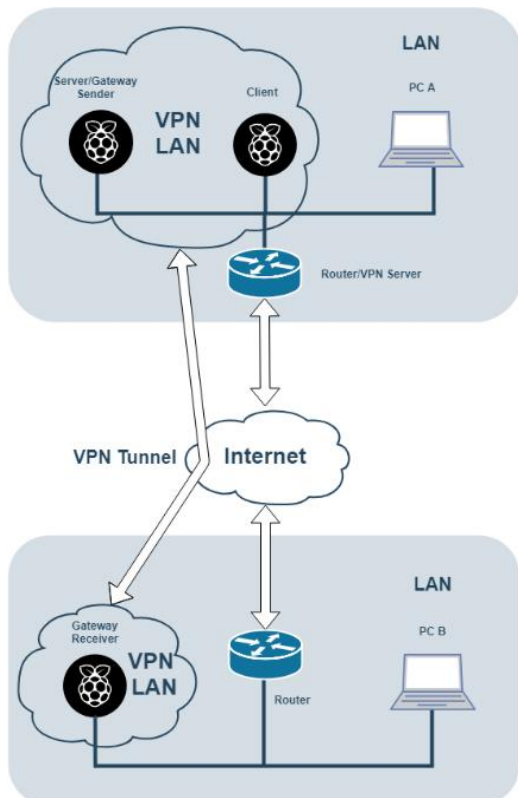 LAN
Server/Gateway
Sender
Client
PC A
VPN
LAN
Router/VPN Server
VPN Tunnel
Internet
LAN
Gateway
Receiver
PC B
VPN
LAN
Router